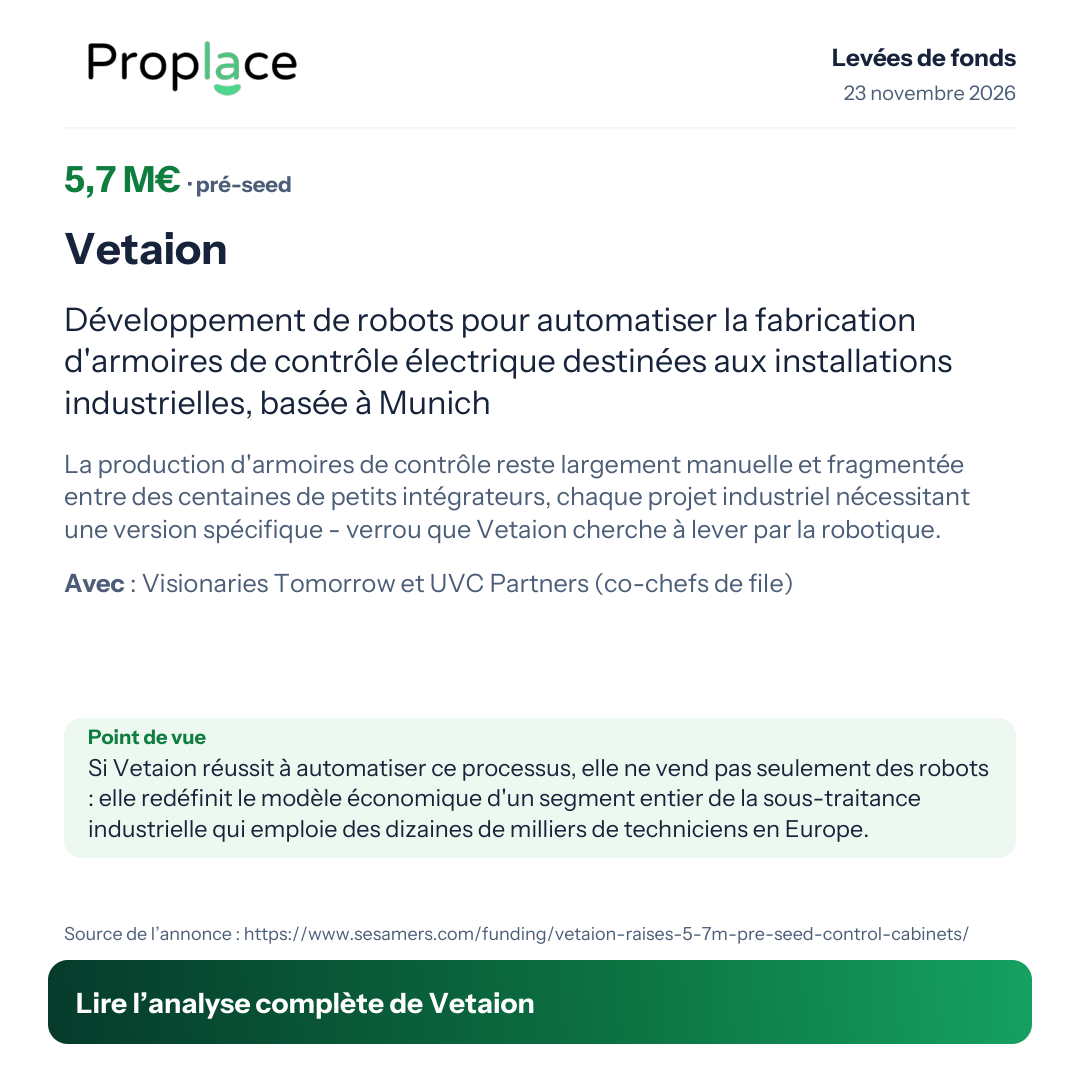 Proplace
Levées de fonds
23 novembre 2026
5,7 M€ · pré-seed
Vetaion
Développement de robots pour automatiser la fabrication
d'armoires de contrôle électrique destinées aux installations
industrielles, basée à Munich
La production d'armoires de contrôle reste largement manuelle et fragmentée
entre des centaines de petits intégrateurs, chaque projet industriel nécessitant
une version spécifique - verrou que Vetaion cherche à lever par la robotique.
Avec : Visionaries Tomorrow et UVC Partners (co-chefs de file)
Point de vue
Si Vetaion réussit à automatiser ce processus, elle ne vend pas seulement des robots
: elle redéfinit le modèle économique d'un segment entier de la sous-traitance
industrielle qui emploie des dizaines de milliers de techniciens en Europe.
Source de l’annonce : https://www.sesamers.com/funding/vetaion-raises-5-7m-pre-seed-control-cabinets/
Lire l’analyse complète de Vetaion